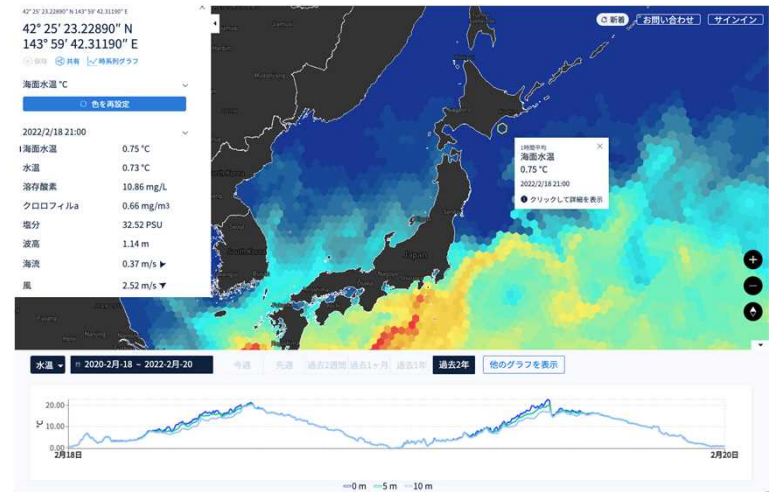 42° 25' 23.22890" N 143° 59' 42.31190" E
42° 25' 23.22890" N
143° 59' 42.31190" E
保存 共有 時系列グラフ
海面水温 °C
色を再設定
2022/2/18 21:00
海面水温 0.75 °C
水温 0.73 °C
溶存酸素 10.86 mg/L
クロロフィルa 0.66 mg/m3
塩分 32.52 PSU
波高 1.14 m
海流 0.37 m/s
風 2.52 m/s
新着 お問い合わせ サインイン
1時間平均
海面水温
0.75 °C
2022/2/18 21:00
クリックして詳細を表示
Japan
South Korea
水温 2020-2月-18 ~ 2022-2月-20 今週 先週 過去2週間 過去1ヶ月 過去1年 過去2年 他のグラフを表示
°C
20.00
10.00
0.00
2月18日 2月20日
0 m 5 m 10 m